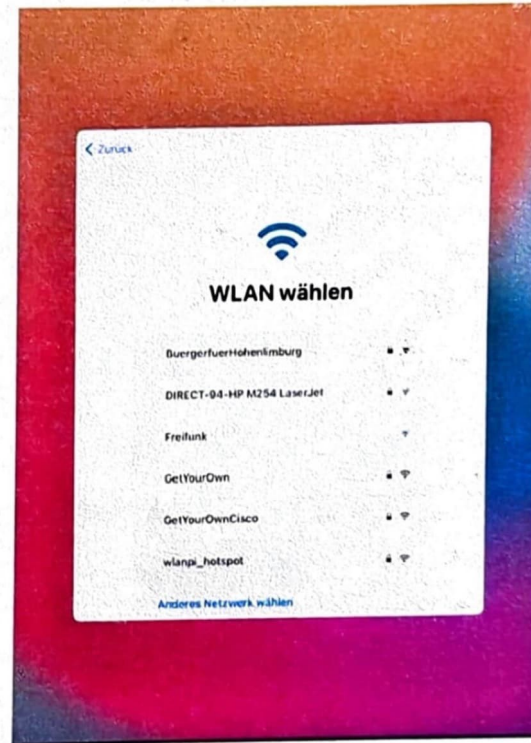 Zurück
WLAN wählen
BuergerfuerHohenlimburg
DIRECT-94-HP M254 LaserJet
Freifunk
GetYourOwn
GetYourOwnCisco
wlanpi_hotspot
Anderes Netzwerk wählen